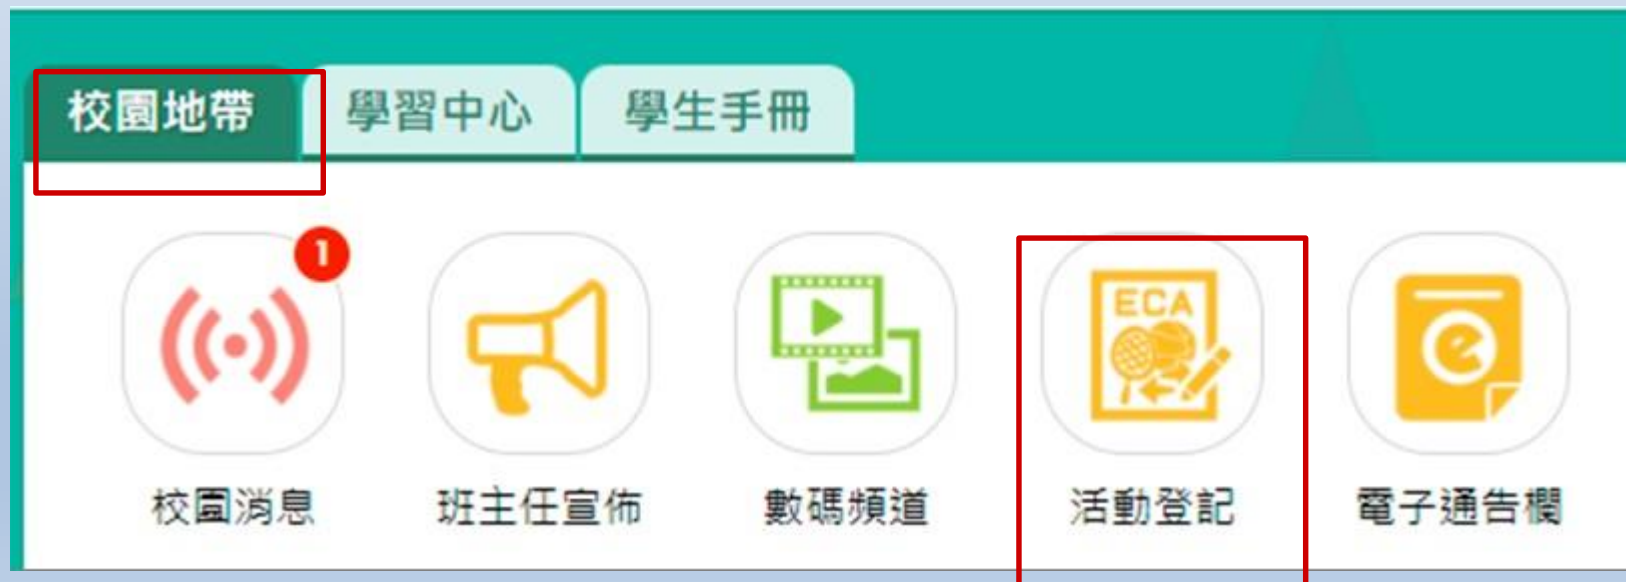 校園地帶
學習中心
學生手冊
1
ECA
e
校園消息
班主任宣佈
數碼頻道
活動登記
電子通告欄